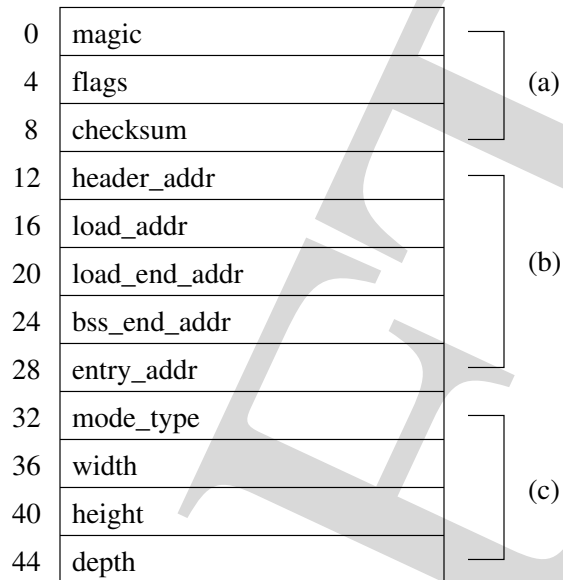 0 magic
4 flags (a)
8 checksum
12 header_addr
16 load_addr
20 load_end_addr (b)
24 bss_end_addr
28 entry_addr
32 mode_type
36 width
40 height (c)
44 depth